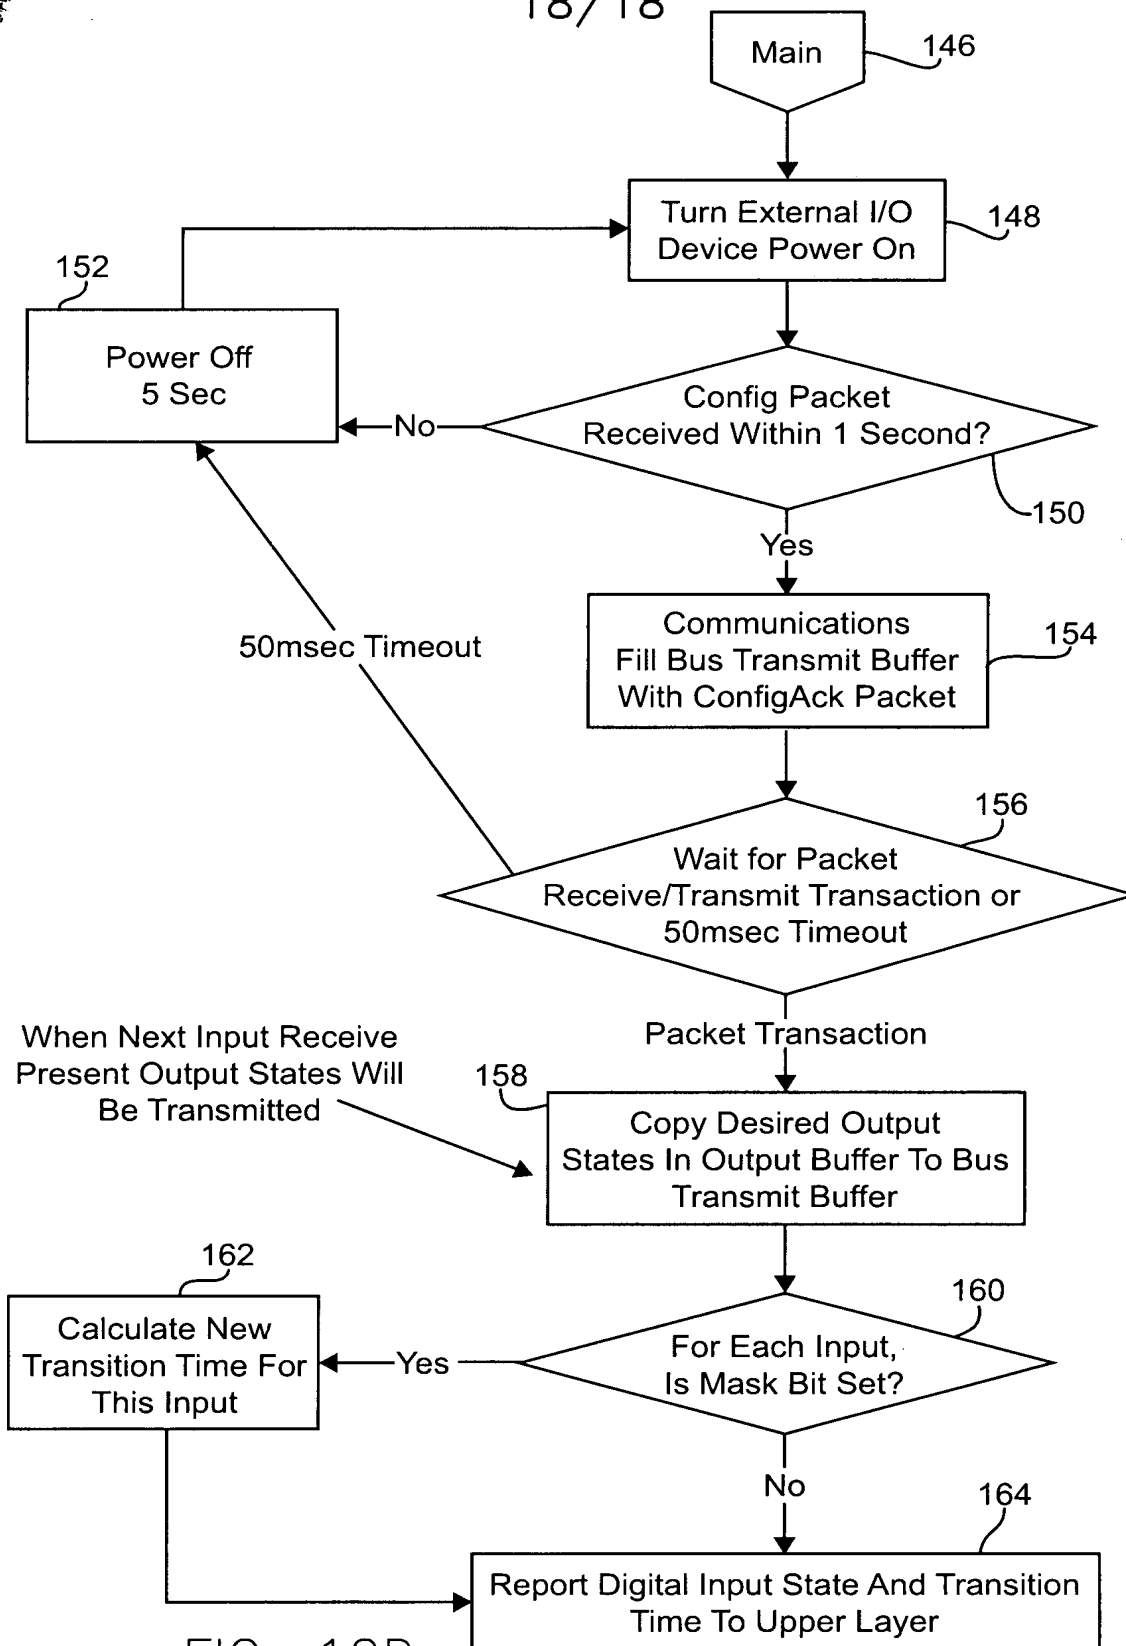 18/18
Main
146
Turn External I/O
Device Power On
148
152
Power Off
5 Sec
Config Packet
Received Within 1 Second?
No
150
Yes
Communications
Fill Bus Transmit Buffer
With ConfigAck Packet
154
50msec Timeout
156
Wait for Packet
Receive/Transmit Transaction or
50msec Timeout
Packet Transaction
When Next Input Receive
Present Output States Will
Be Transmitted
158
Copy Desired Output
States In Output Buffer To Bus
Transmit Buffer
162
160
Calculate New
Transition Time For
This Input
Yes
For Each Input,
Is Mask Bit Set?
No
164
Report Digital Input State And Transition
Time To Upper Layer